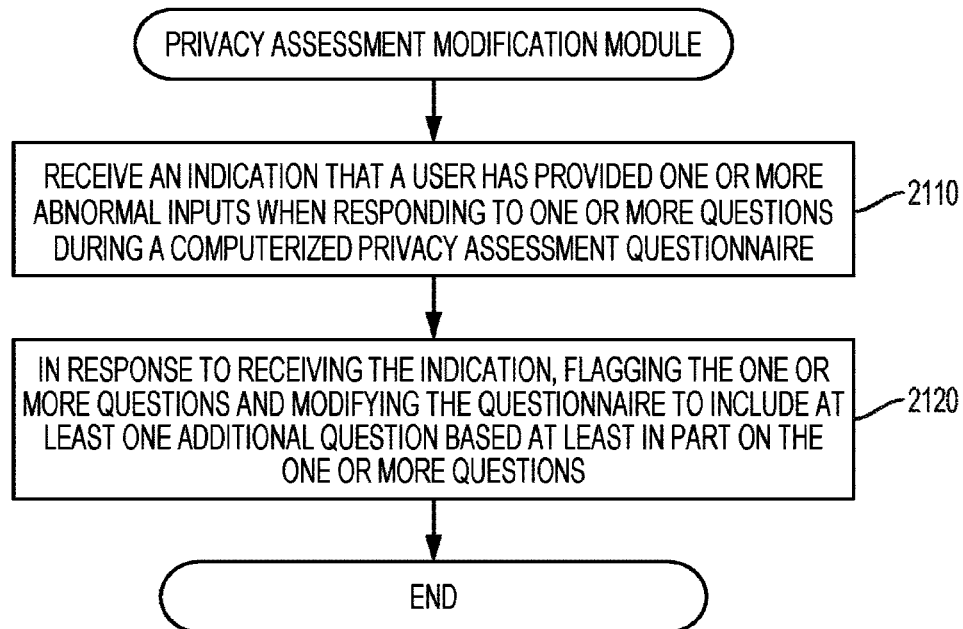 PRIVACY ASSESSMENT MODIFICATION MODULE
RECEIVE AN INDICATION THAT A USER HAS PROVIDED ONE OR MORE
ABNORMAL INPUTS WHEN RESPONDING TO ONE OR MORE QUESTIONS
DURING A COMPUTERIZED PRIVACY ASSESSMENT QUESTIONNAIRE
2110
IN RESPONSE TO RECEIVING THE INDICATION, FLAGGING THE ONE OR
MORE QUESTIONS AND MODIFYING THE QUESTIONNAIRE TO INCLUDE AT
LEAST ONE ADDITIONAL QUESTION BASED AT LEAST IN PART ON THE
ONE OR MORE QUESTIONS
2120
END